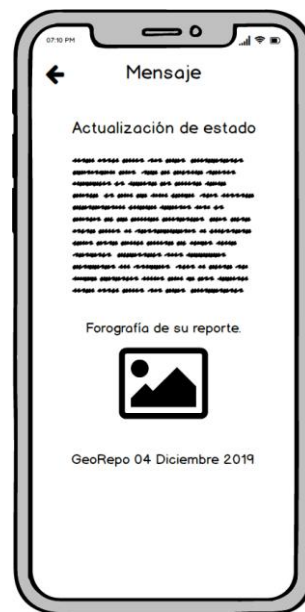 07:10 PM
Mensaje
Actualización de estado
Forografía de su reporte.
GeoRepo 04 Diciembre 2019